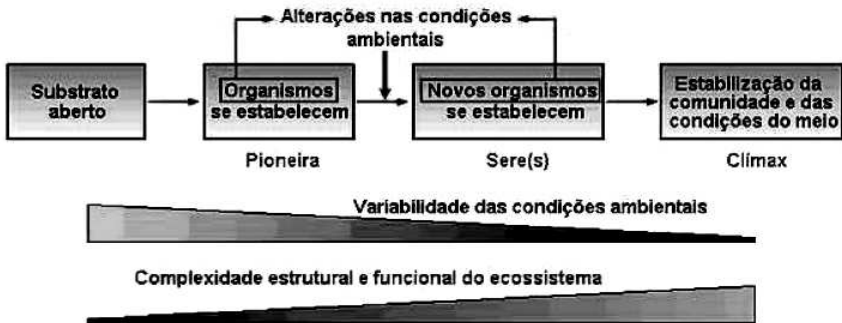 Alterações nas condições
ambientais
Substrato
aberto
Organismos
se estabelecem
Novos organismos
se estabelecem
Estabilização da
comunidade e das
condições do meio
Pioneira
Sere(s)
Clímax
Variabilidade das condições ambientais
Complexidade estrutural e funcional do ecossistema